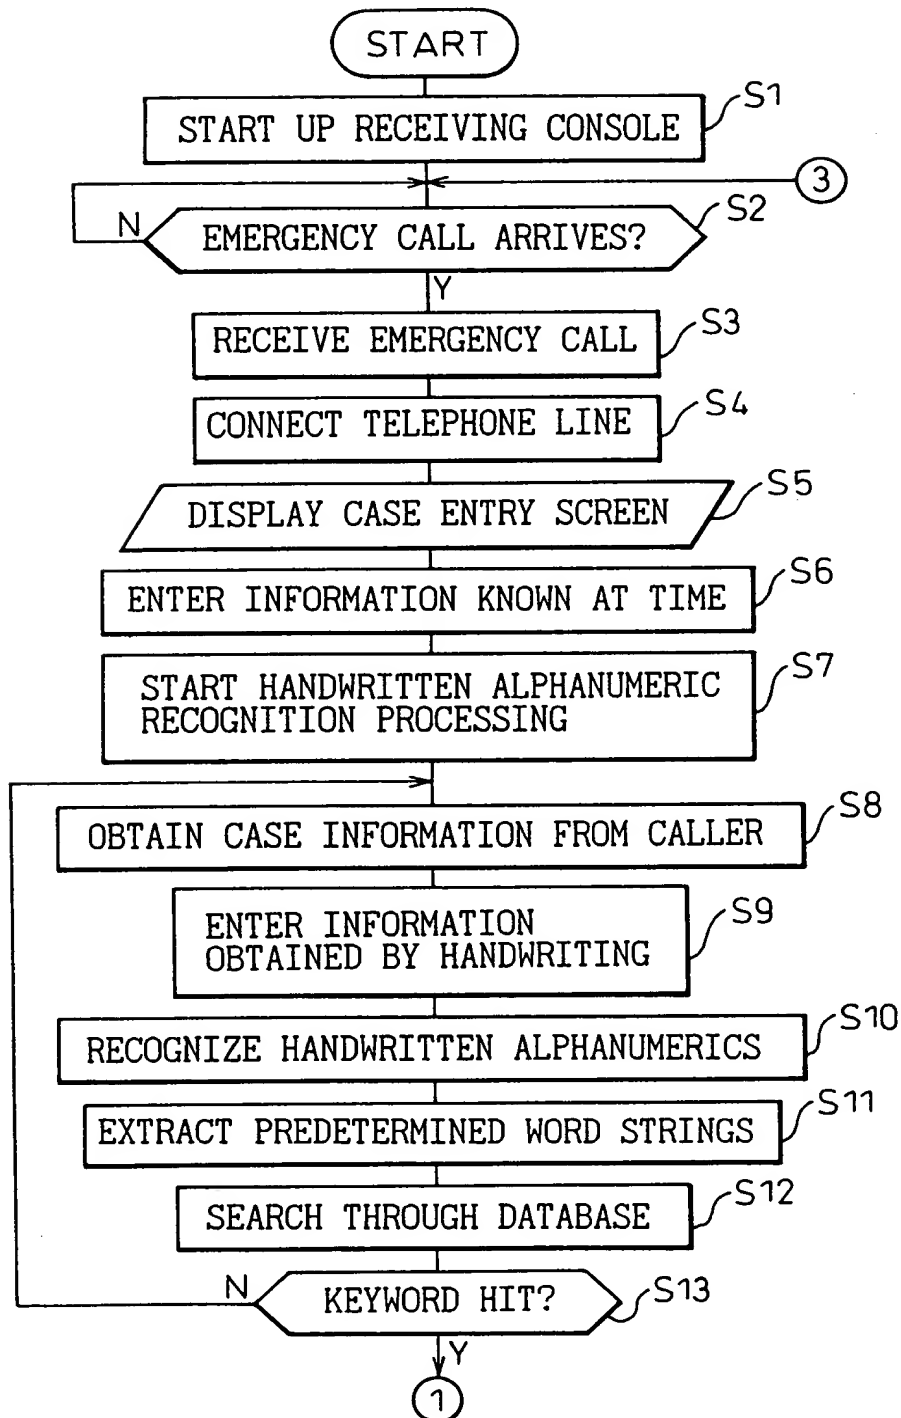 START
START UP RECEIVING CONSOLE
S1
3
N
EMERGENCY CALL ARRIVES?
S2
Y
RECEIVE EMERGENCY CALL
S3
CONNECT TELEPHONE LINE
S4
DISPLAY CASE ENTRY SCREEN
S5
ENTER INFORMATION KNOWN AT TIME
S6
START HANDWRITTEN ALPHANUMERIC
RECOGNITION PROCESSING
S7
OBTAIN CASE INFORMATION FROM CALLER
S8
ENTER INFORMATION
OBTAINED BY HANDWRITING
S9
RECOGNIZE HANDWRITTEN ALPHANUMERICS
S10
EXTRACT PREDETERMINED WORD STRINGS
S11
SEARCH THROUGH DATABASE
S12
N
KEYWORD HIT?
S13
Y
1